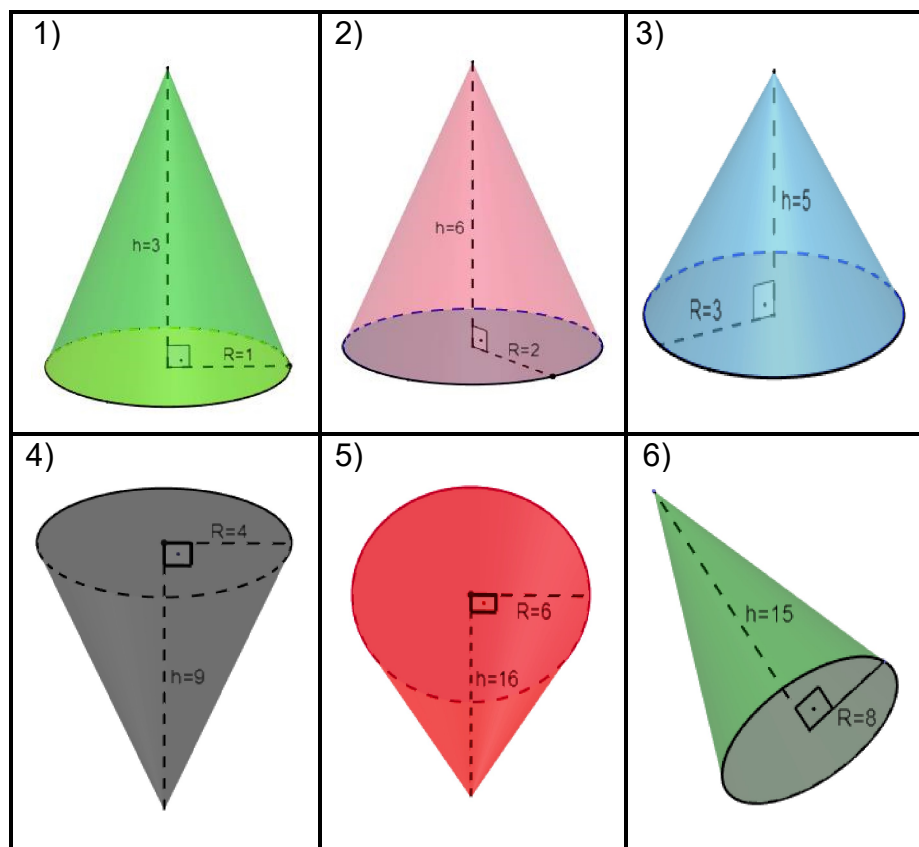 1)
h=3
R=1
2)
h=6
R=2
3)
h=5
R=3
4)
R=4
h=9
5)
R=6
h=16
6)
h=15
R=8